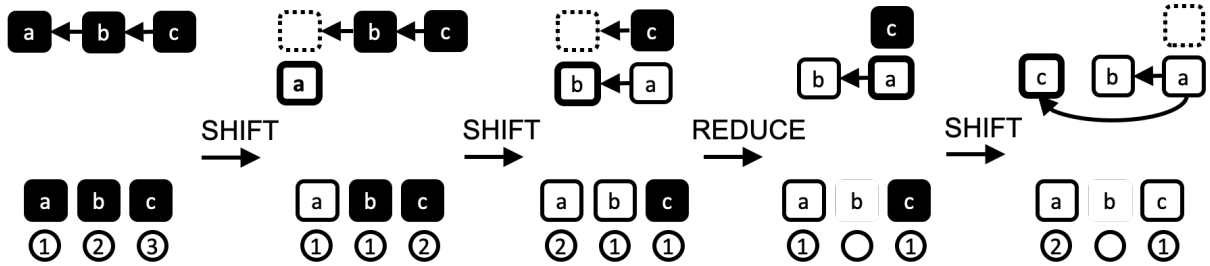 a b c b c c c
a b a b a c b a
SHIFT SHIFT REDUCE SHIFT
a b c a b c a b c a b c a b c
1 2 3 1 1 2 2 1 1 1 1 2 1